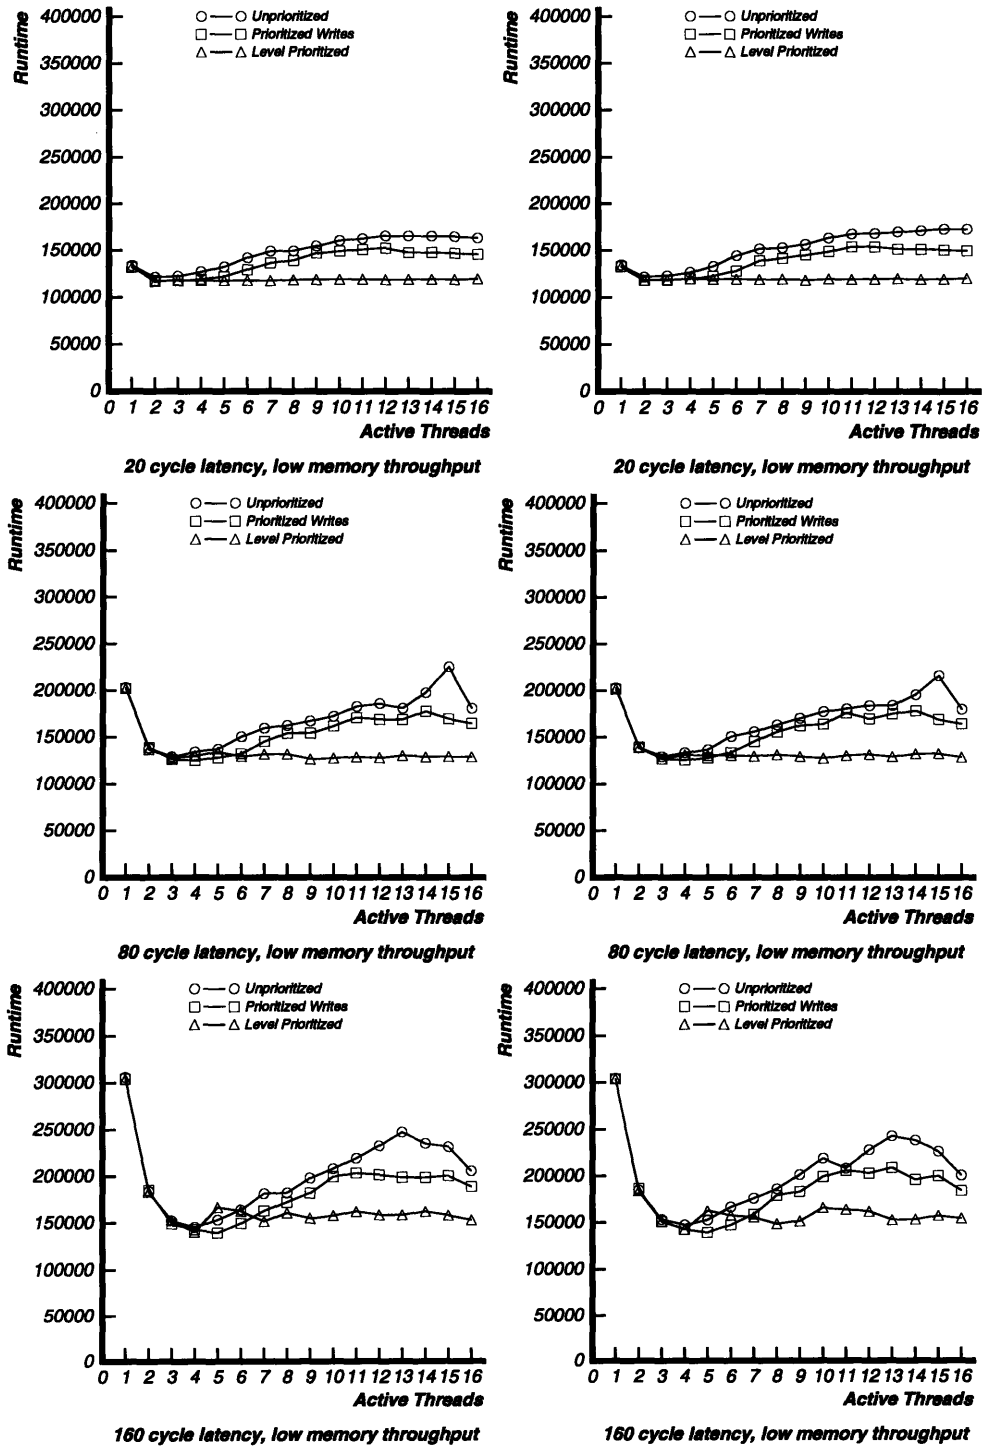 400000
350000
300000
250000
200000
150000
100000
50000
0
Runtime
Unprioritized
Prioritized Writes
Level Prioritized
0 1 2 3 4 5 6 7 8 9 10 11 12 13 14 15 16
Active Threads
20 cycle latency, low memory throughput
400000
350000
300000
250000
200000
150000
100000
50000
0
Runtime
Unprioritized
Prioritized Writes
Level Prioritized
0 1 2 3 4 5 6 7 8 9 10 11 12 13 14 15 16
Active Threads
20 cycle latency, low memory throughput
400000
350000
300000
250000
200000
150000
100000
50000
0
Runtime
Unprioritized
Prioritized Writes
Level Prioritized
0 1 2 3 4 5 6 7 8 9 10 11 12 13 14 15 16
Active Threads
80 cycle latency, low memory throughput
400000
350000
300000
250000
200000
150000
100000
50000
0
Runtime
Unprioritized
Prioritized Writes
Level Prioritized
0 1 2 3 4 5 6 7 8 9 10 11 12 13 14 15 16
Active Threads
80 cycle latency, low memory throughput
400000
350000
300000
250000
200000
150000
100000
50000
0
Runtime
Unprioritized
Prioritized Writes
Level Prioritized
0 1 2 3 4 5 6 7 8 9 10 11 12 13 14 15 16
Active Threads
160 cycle latency, low memory throughput
400000
350000
300000
250000
200000
150000
100000
50000
0
Runtime
Unprioritized
Prioritized Writes
Level Prioritized
0 1 2 3 4 5 6 7 8 9 10 11 12 13 14 15 16
Active Threads
160 cycle latency, low memory throughput